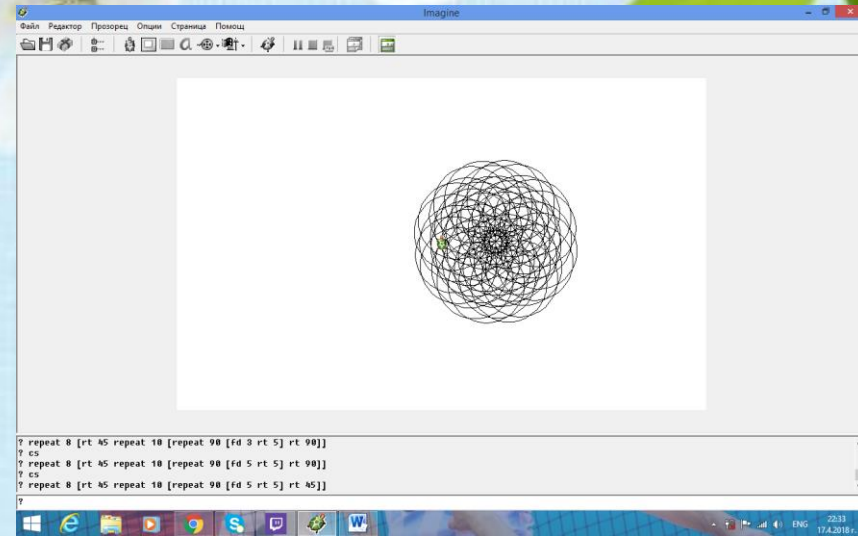 Imagine
Файл Редактор Прозорец Опции Страница Помощ
? repeat 8 [rt 45 repeat 10 [repeat 90 [fd 3 rt 5] rt 90]]
? cs
? repeat 8 [rt 45 repeat 10 [repeat 90 [fd 5 rt 5] rt 90]]
? cs
? repeat 8 [rt 45 repeat 10 [repeat 90 [fd 5 rt 5] rt 45]]
?
ЕНГ 22:33
17.4.2018 г.